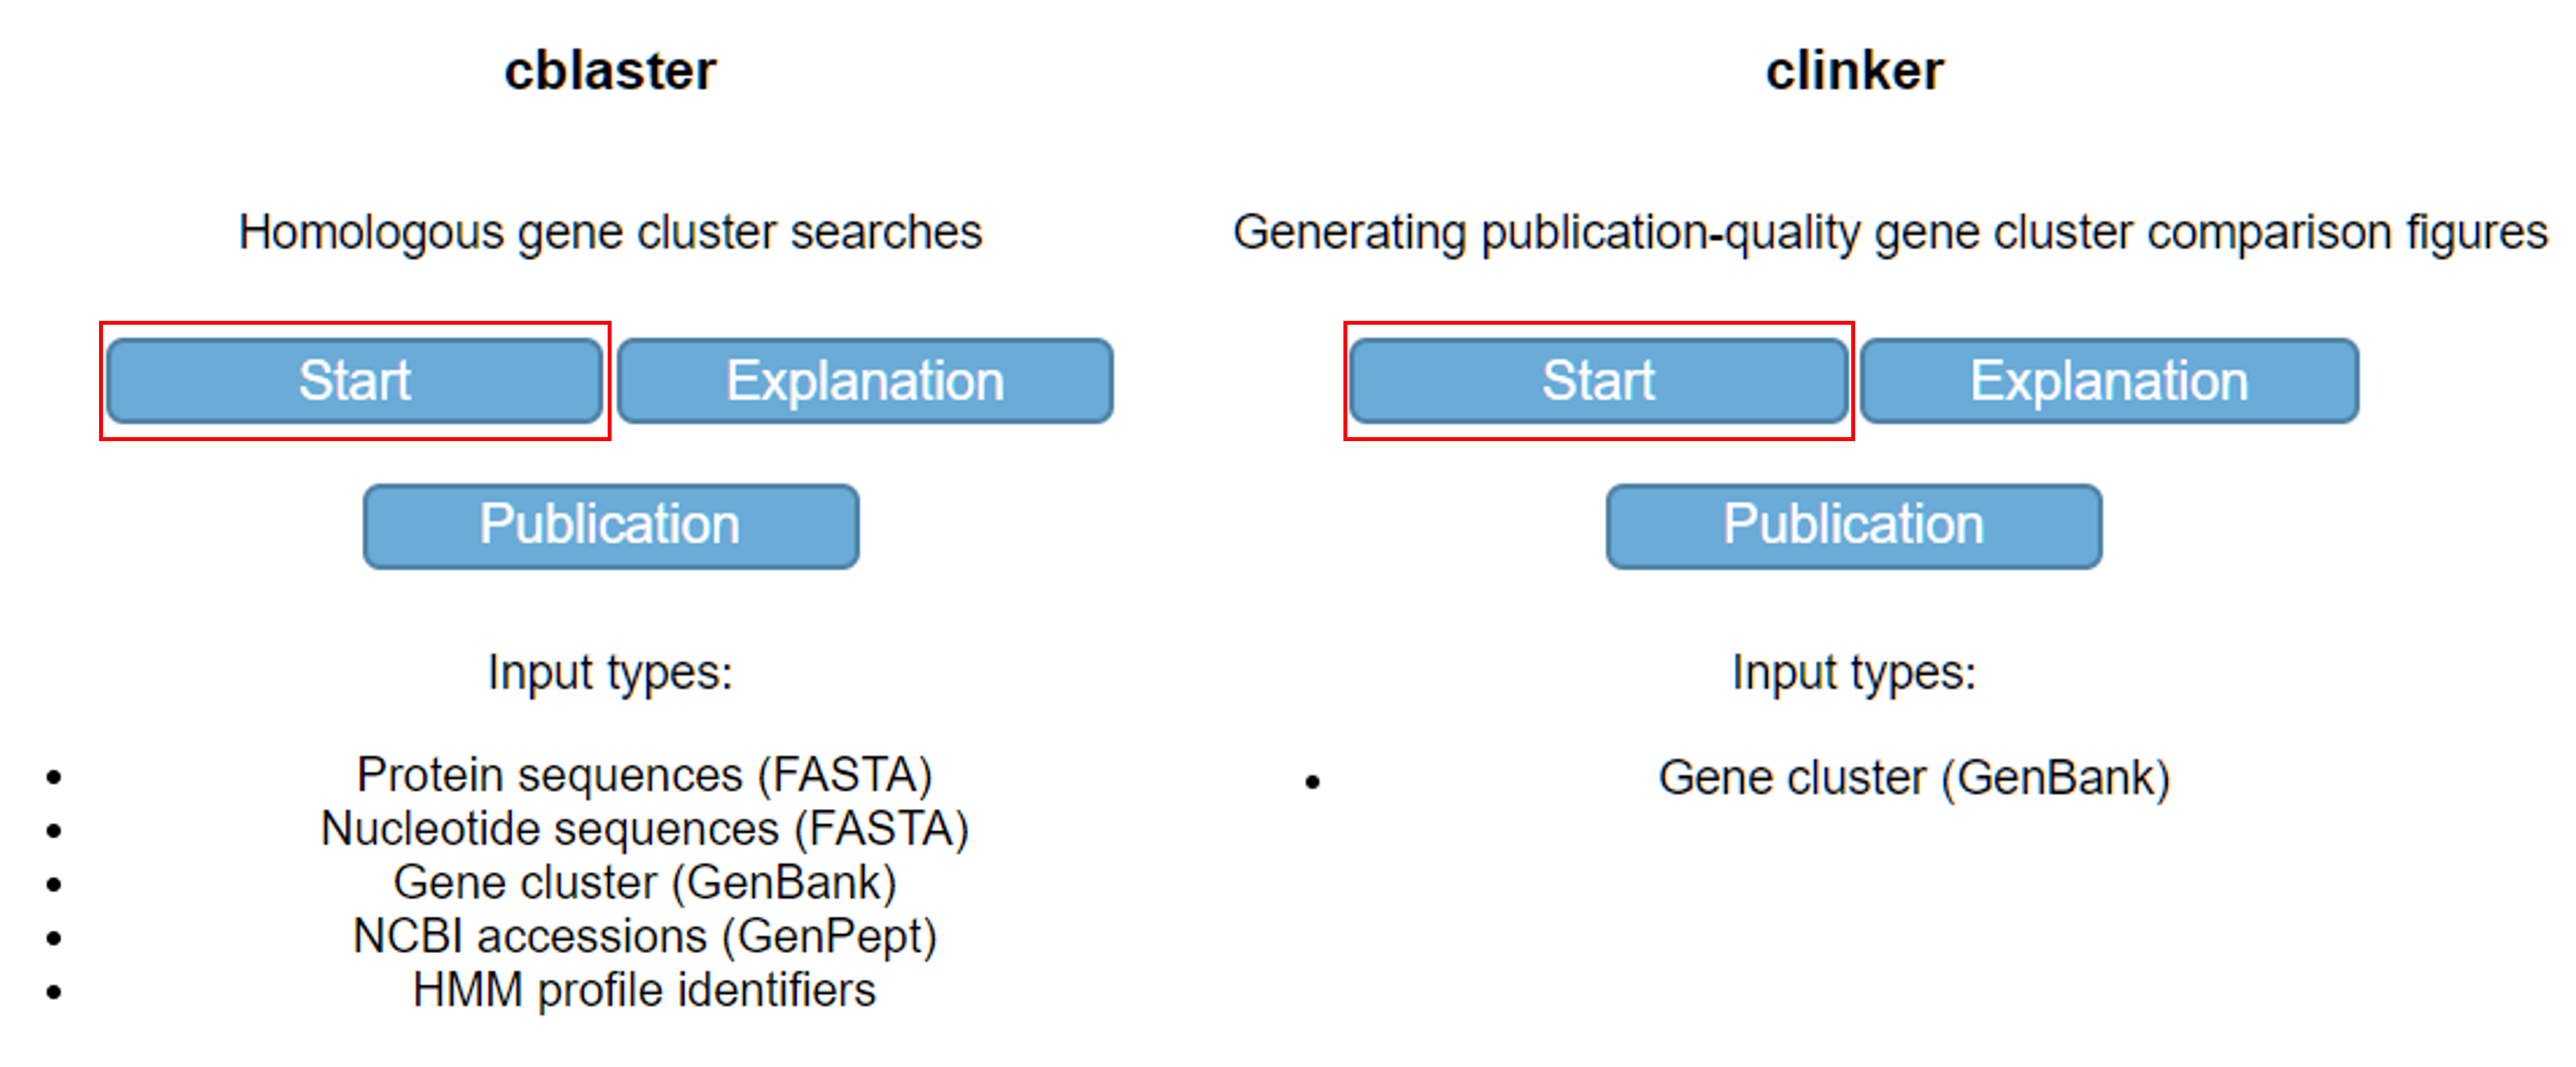 cblaster
Homologous gene cluster searches
Start
Explanation
Publication
Input types:
• Protein sequences (FASTA)
• Nucleotide sequences (FASTA)
• Gene cluster (GenBank)
• NCBI accessions (GenPept)
• HMM profile identifiers
clinker
Generating publication-quality gene cluster comparison figures
Start
Explanation
Publication
Input types:
• Gene cluster (GenBank)